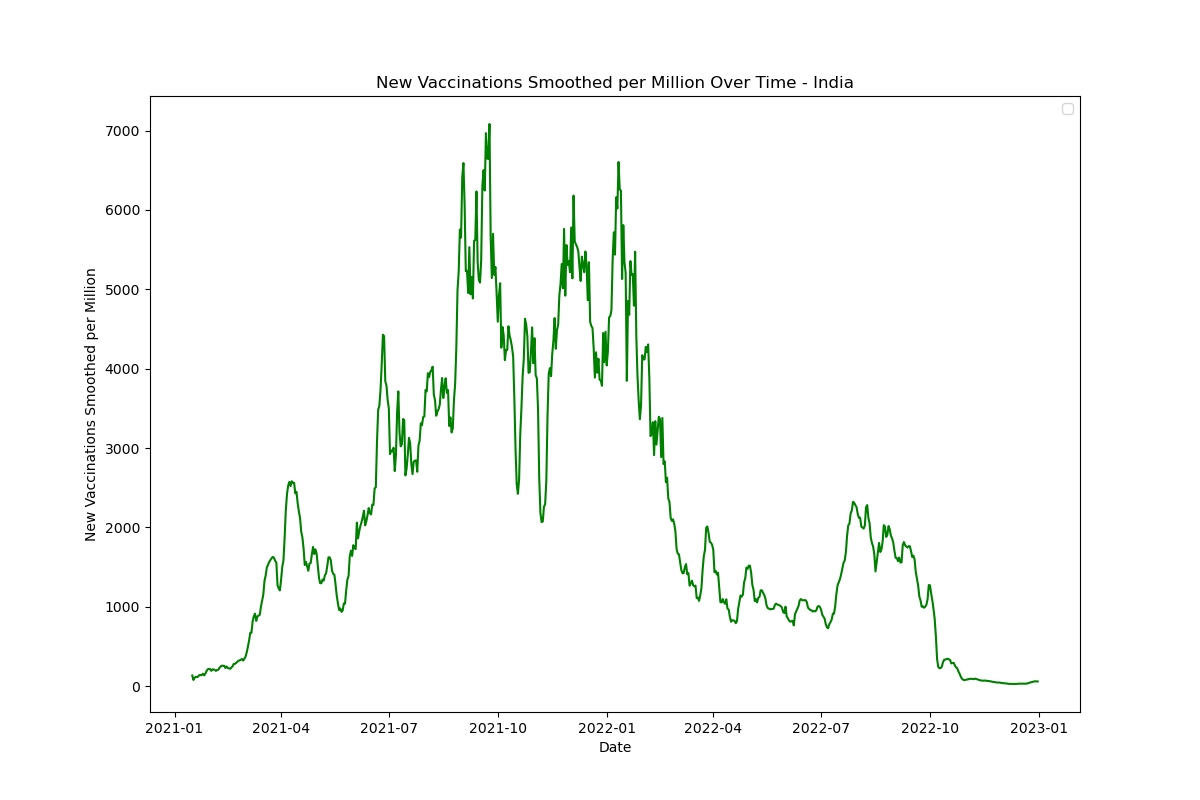 New Vaccinations Smoothed per Million Over Time - India
New Vaccinations Smoothed per Million
7000
6000
5000
4000
3000
2000
1000
0
2021-01 2021-04 2021-07 2021-10 2022-01 2022-04 2022-07 2022-10 2023-01
Date